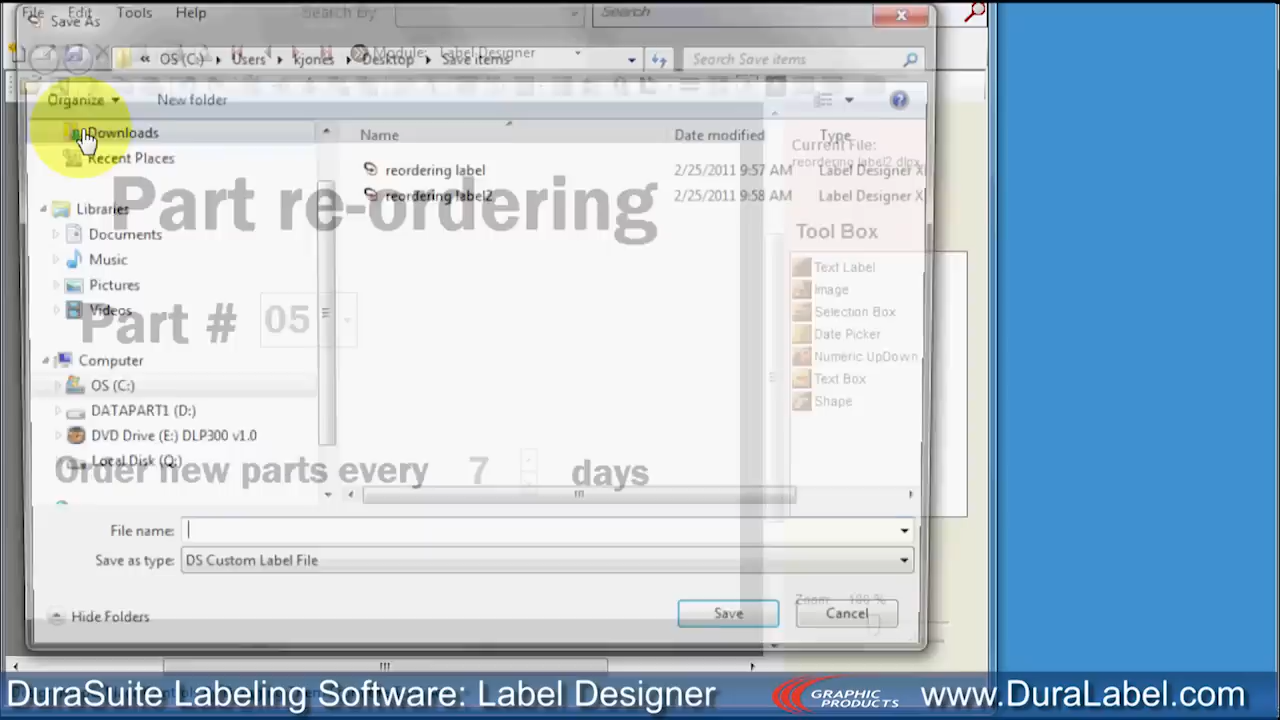 File Edit Tools Help
Save As
Search By
Search
Module: Label Designer
« OS (C:) Users kjones Desktop Save items
Search Save items
Organize
New folder
Downloads
Recent Places
Libraries
Documents
Music
Pictures
Videos
Computer
OS (C:)
DATAPART1 (D:)
DVD Drive (E:) DLP300 v1.0
Local Disk (Q:)
Name Date modified Type
reordering label 2/25/2011 9:57 AM Label Designer X
reordering label2 2/25/2011 9:58 AM Label Designer X
Current File:
reordering label2.dlpx
Part re-ordering
Part # 05
Order new parts every 7 days
Tool Box
Text Label
Image
Selection Box
Date Picker
Numeric UpDown
Text Box
Shape
Zoom: 100 %
File name:
Save as type: DS Custom Label File
Hide Folders
Save
Cancel
DuraSuite Labeling Software: Label Designer
GRAPHIC PRODUCTS
www.DuraLabel.com